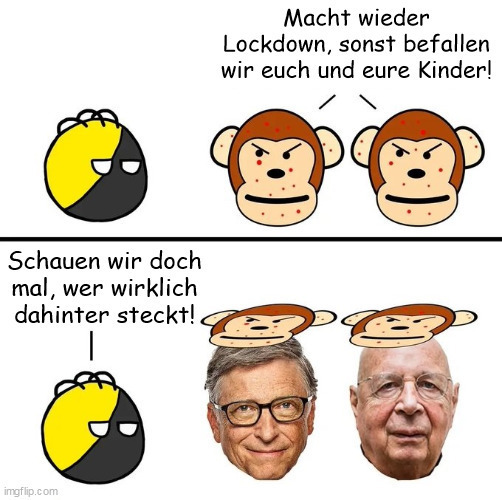 Macht wieder
Lockdown, sonst befallen
wir euch und eure Kinder!
Schauen wir doch
mal, wer wirklich
dahinter steckt!
imgflip.com